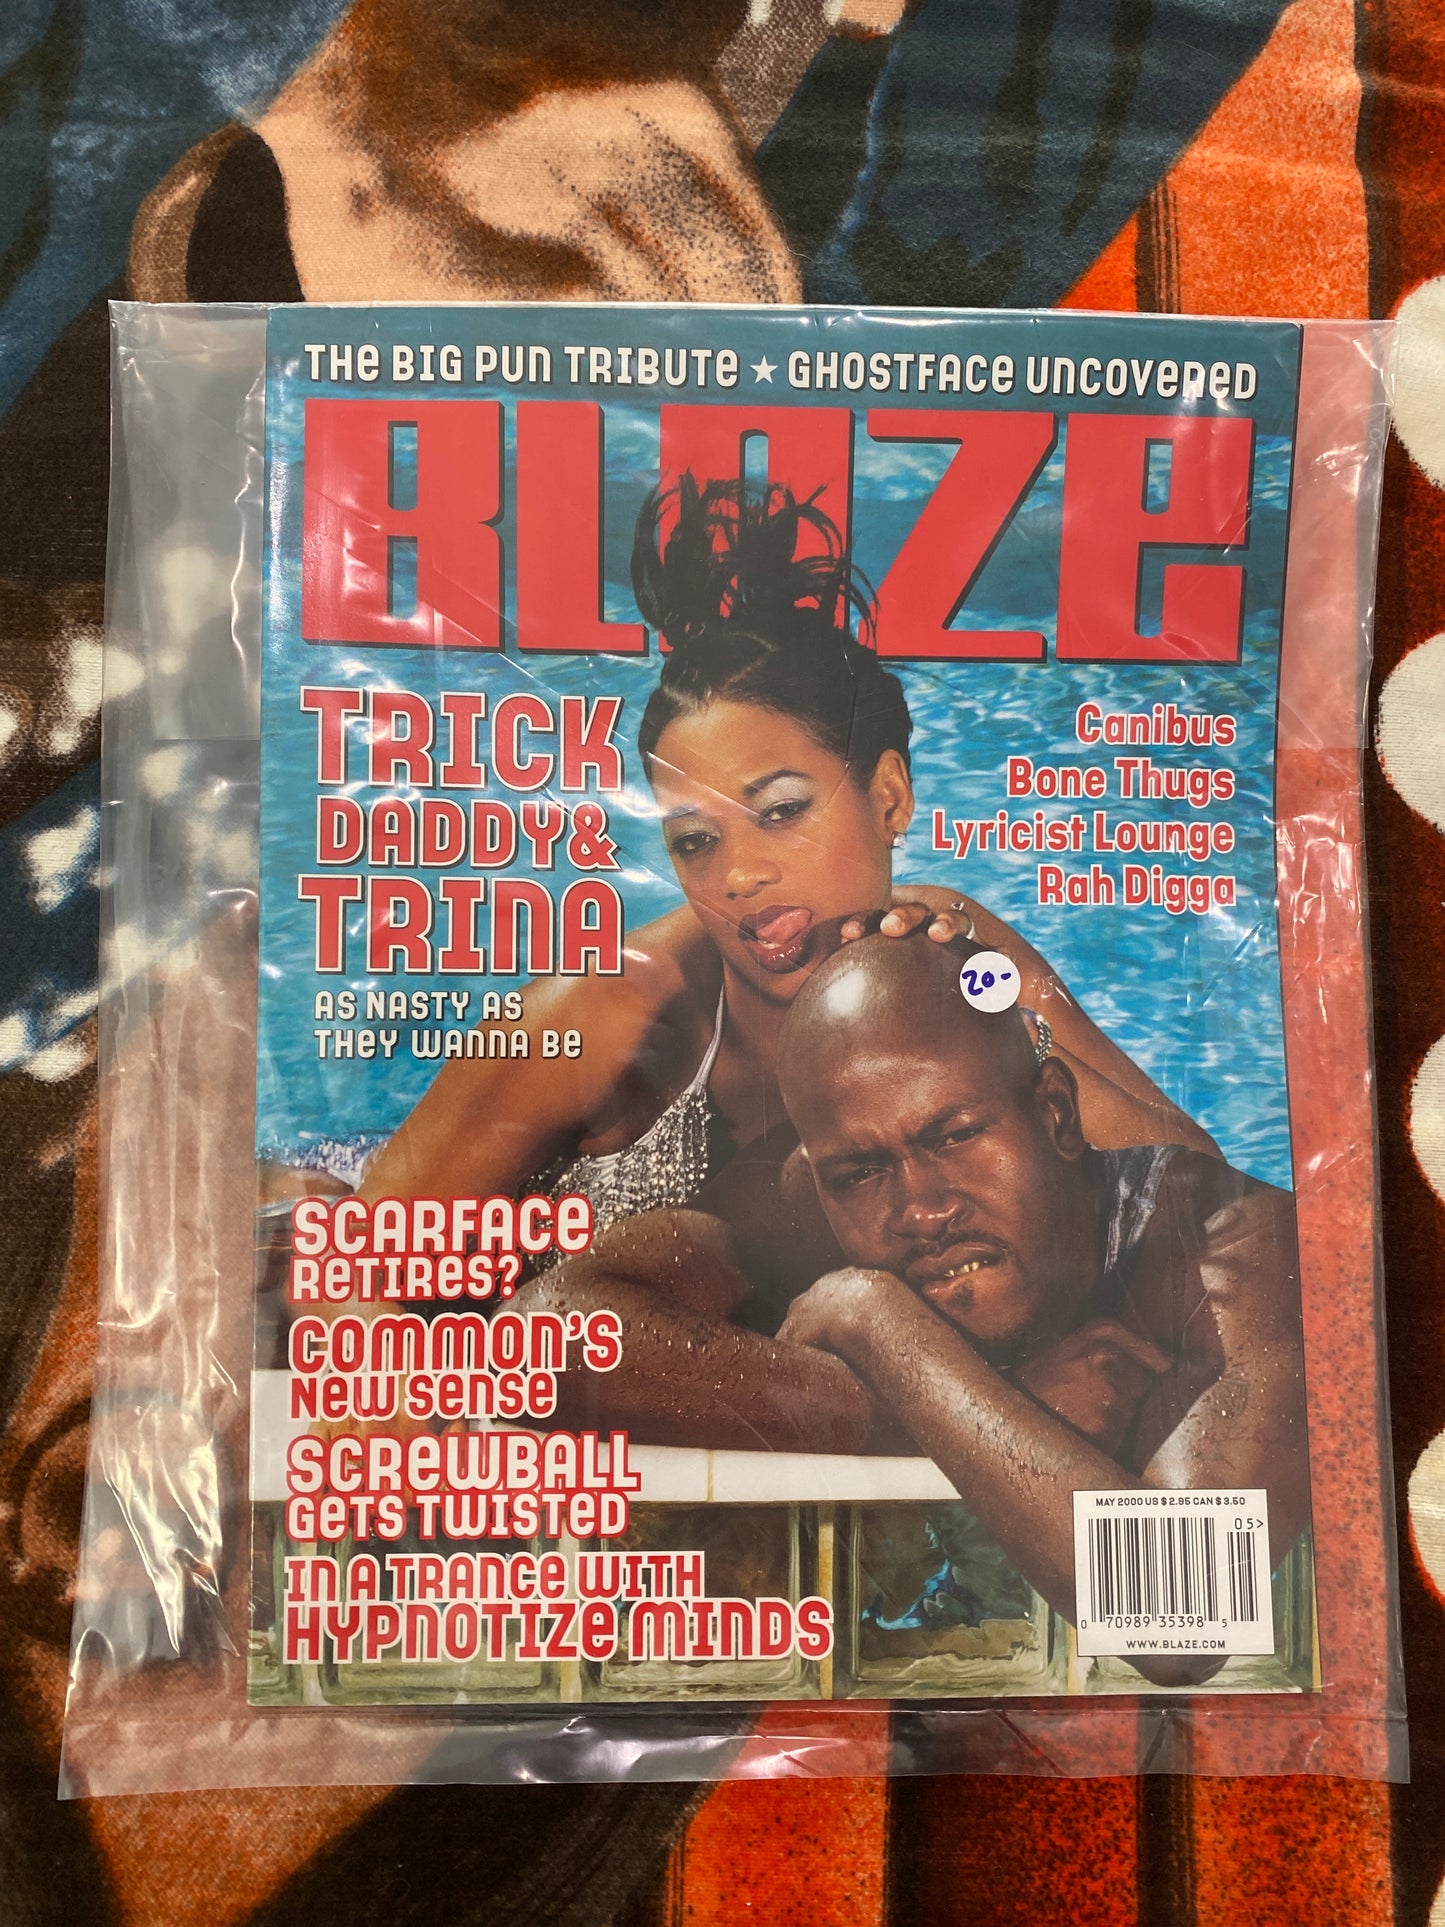 THE BIG PUN TRIBUTE ★ GHOSTFACE UNCOVERED
BLAZE
TRICK
DADDY &
TRINA
AS NASTY AS
THEY WANNA BE
Canibus
Bone Thugs
Lyricist Lounge
Rah Digga
20-
SCARFACE
RETIRES?
COMMON'S
NEW SENSE
SCREWBALL
GETS TWISTED
IN A TRANCE WITH
HYPNOTIZE MINDS
MAY 2000 US $ 2.95 CAN $ 3.50
05>
0 70989 35398 5
WWW.BLAZE.COM